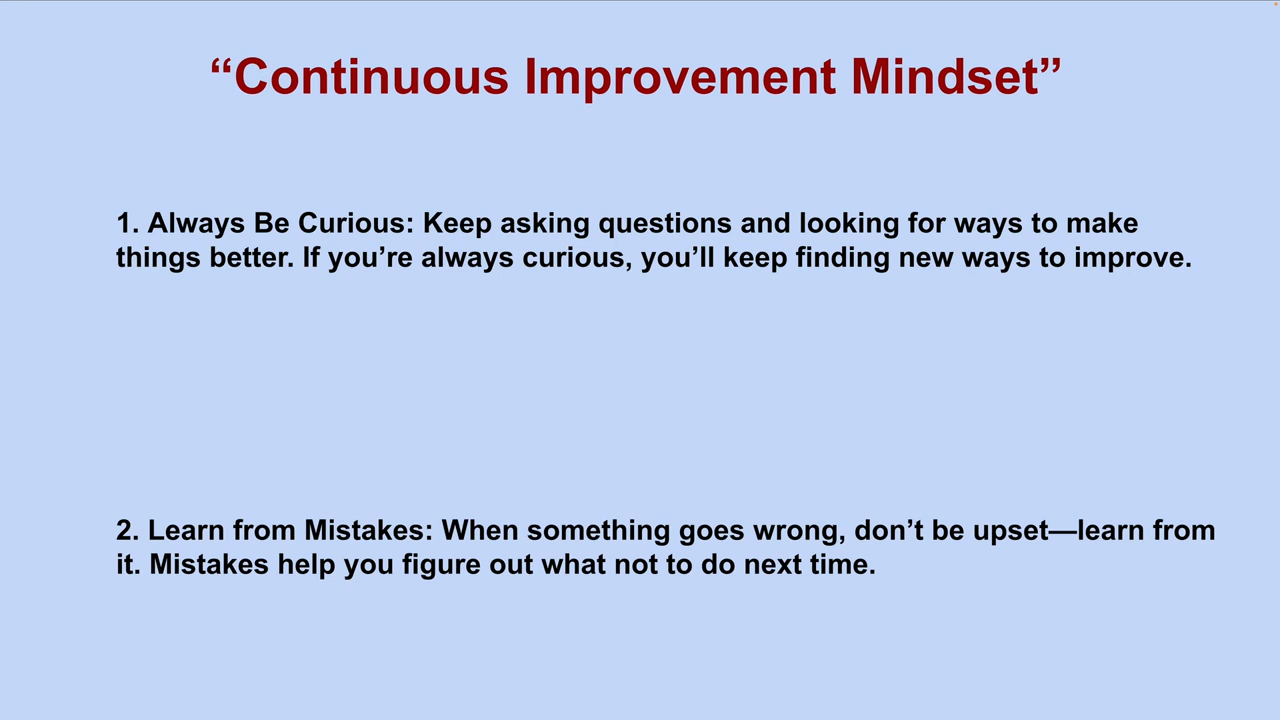 “Continuous Improvement Mindset”
1. Always Be Curious: Keep asking questions and looking for ways to make
things better. If you’re always curious, you’ll keep finding new ways to improve.
2. Learn from Mistakes: When something goes wrong, don’t be upset—learn from
it. Mistakes help you figure out what not to do next time.